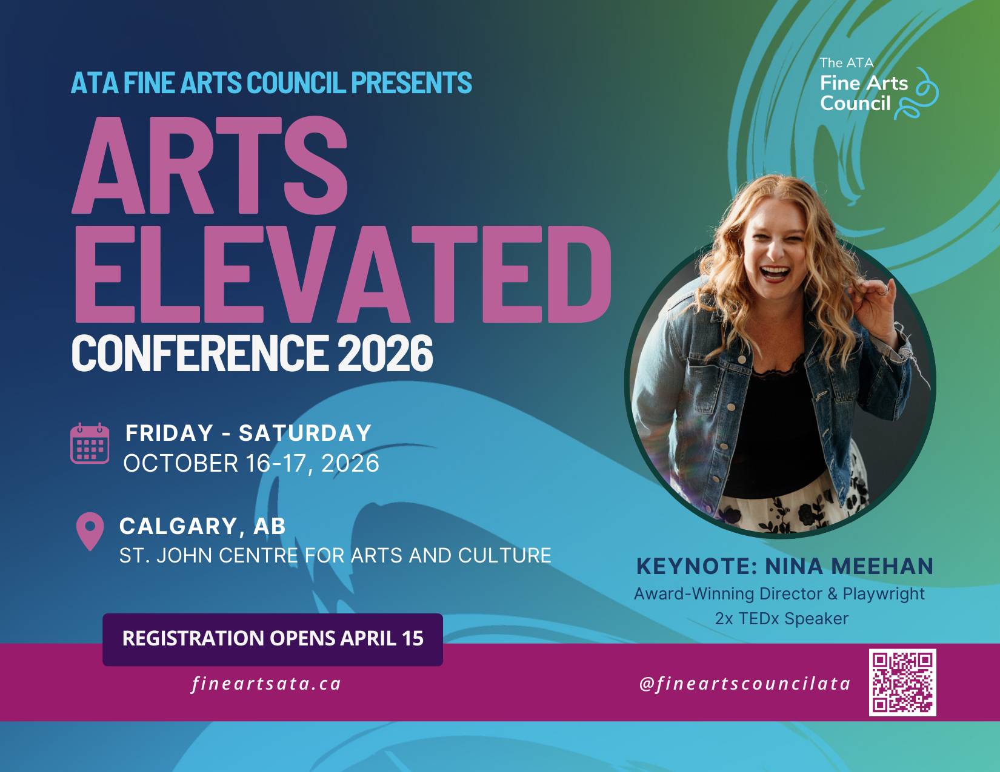 ATA FINE ARTS COUNCIL PRESENTS
ARTS
ELEVATED
CONFERENCE 2026
The ATA
Fine Arts
Council
FRIDAY - SATURDAY
OCTOBER 16-17, 2026
CALGARY, AB
ST. JOHN CENTRE FOR ARTS AND CULTURE
KEYNOTE: NINA MEEHAN
Award-Winning Director & Playwright
2x TEDx Speaker
REGISTRATION OPENS APRIL 15
fineartsata.ca
@fineartscouncilata